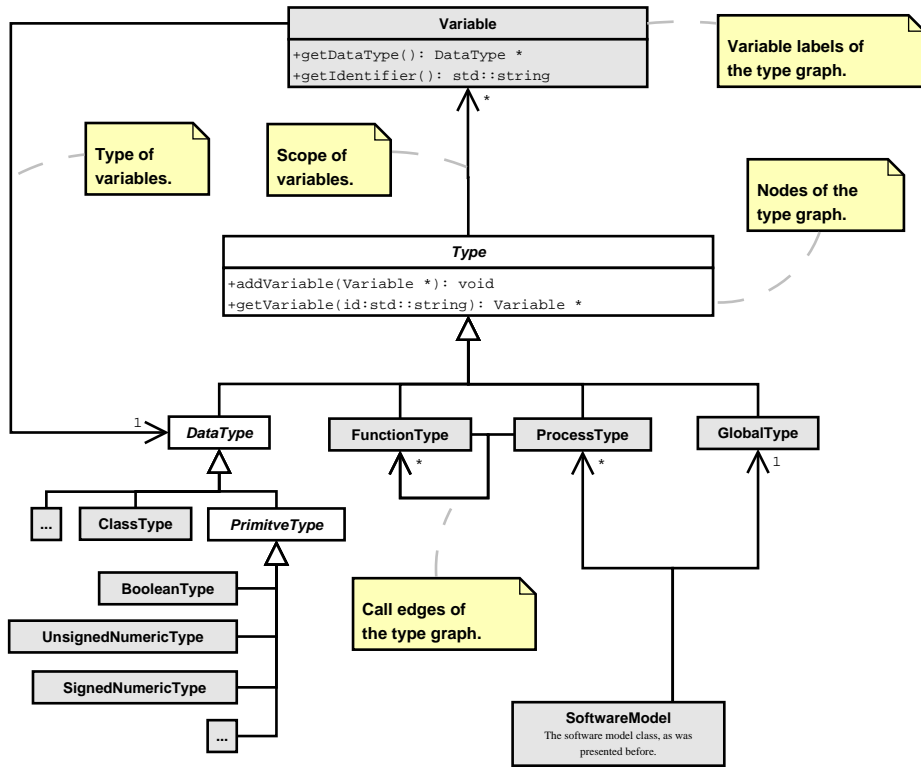 Variable
+getDataType(): DataType *
+getIdentifier(): std::string
Variable labels of
the type graph.
*
Type of
variables.
Scope of
variables.
Nodes of the
type graph.
Type
+addVariable(Variable *): void
+getVariable(id:std::string): Variable *
1
DataType
FunctionType
ProcessType
GlobalType
*
*
1
...
ClassType
PrimitveType
BooleanType
UnsignedNumericType
SignedNumericType
...
Call edges of
the type graph.
SoftwareModel
The software model class, as was
presented before.